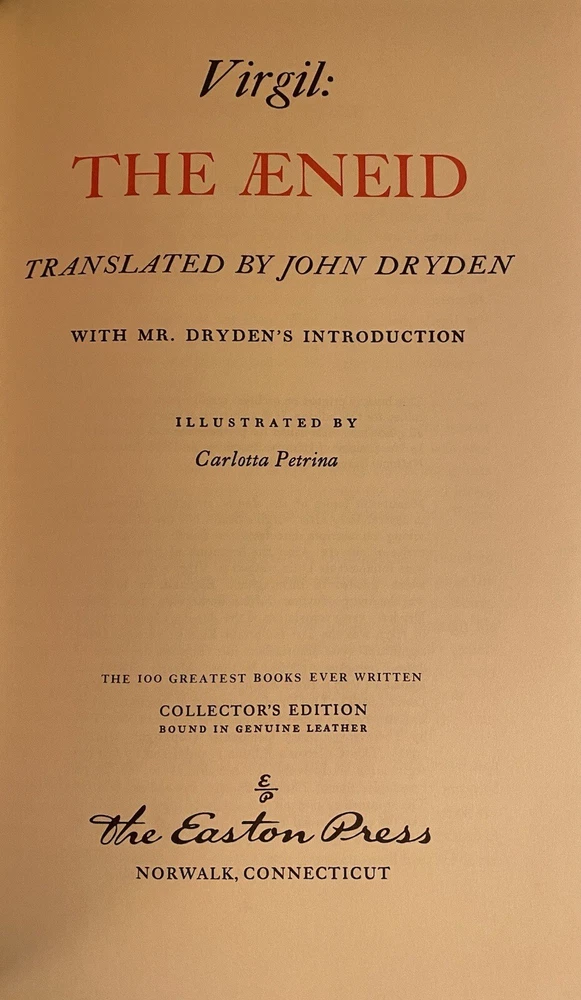 Virgil:
THE ÆNEID
TRANSLATED BY JOHN DRYDEN
WITH MR. DRYDEN'S INTRODUCTION
ILLUSTRATED BY
Carlotta Petrina
THE 100 GREATEST BOOKS EVER WRITTEN
COLLECTOR'S EDITION
BOUND IN GENUINE LEATHER
E
P
The Easton Press
NORWALK, CONNECTICUT